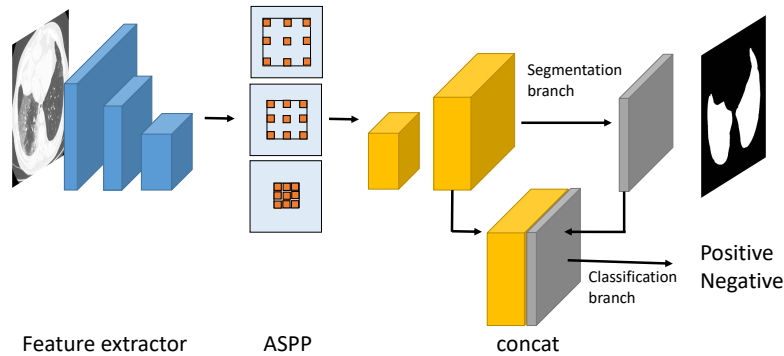 Segmentation
branch
Positive
Negative
Classification
branch
Feature extractor
ASPP
concat